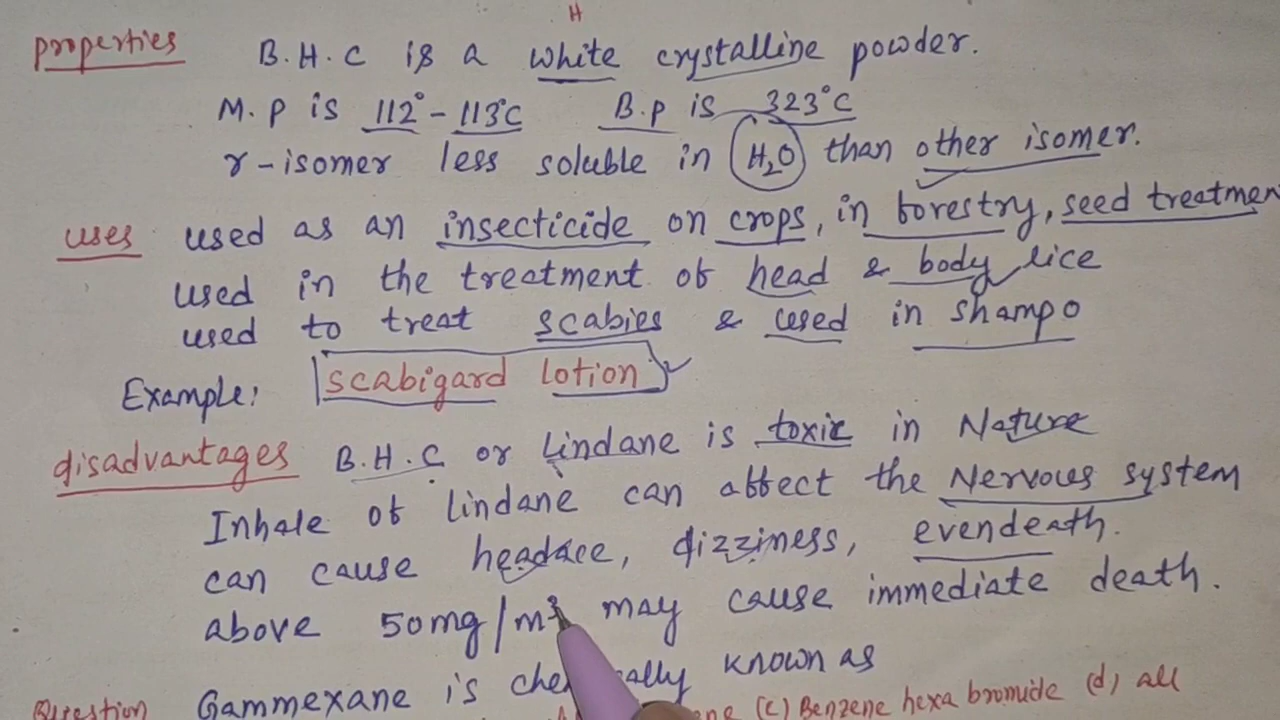 H
properties B.H.C is a white crystalline powder.
M.P is 112° - 113°C B.p is 323°C
γ-isomer less soluble in H₂O than other isomer.
uses used as an insecticide on crops, in forestry, seed treatmen
used in the treatment of head & body lice
used to treat scabies & used in shampo
Example: scabigard lotion
disadvantages B.H.C or Lindane is toxic in Nature
Inhale of lindane can affect the Nervous system
can cause headace, dizziness, evendeath.
above 50mg/m³ may cause immediate death.
Question Gammexane is known as
(c) Benzene hexa bromide (d) all